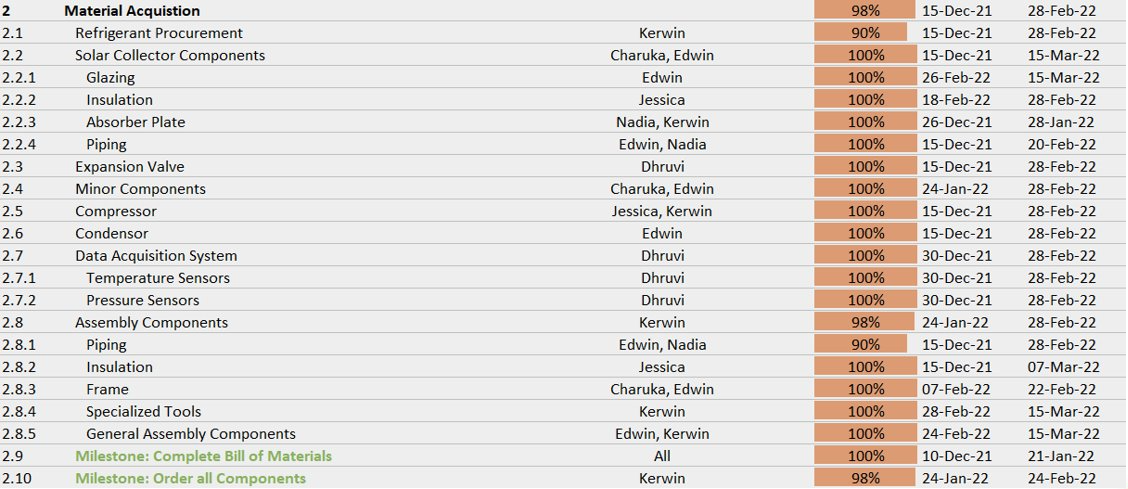 2 Material Acquistion 98% 15-Dec-21 28-Feb-22
2.1 Refrigerant Procurement Kerwin 90% 15-Dec-21 28-Feb-22
2.2 Solar Collector Components Charuka, Edwin 100% 15-Dec-21 15-Mar-22
2.2.1 Glazing Edwin 100% 26-Feb-22 15-Mar-22
2.2.2 Insulation Jessica 100% 18-Feb-22 28-Feb-22
2.2.3 Absorber Plate Nadia, Kerwin 100% 26-Dec-21 28-Jan-22
2.2.4 Piping Edwin, Nadia 100% 15-Dec-21 20-Feb-22
2.3 Expansion Valve Dhruvi 100% 15-Dec-21 28-Feb-22
2.4 Minor Components Charuka, Edwin 100% 24-Jan-22 28-Feb-22
2.5 Compressor Jessica, Kerwin 100% 15-Dec-21 28-Feb-22
2.6 Condensor Edwin 100% 15-Dec-21 28-Feb-22
2.7 Data Acquisition System Dhruvi 100% 30-Dec-21 28-Feb-22
2.7.1 Temperature Sensors Dhruvi 100% 30-Dec-21 28-Feb-22
2.7.2 Pressure Sensors Dhruvi 100% 30-Dec-21 28-Feb-22
2.8 Assembly Components Kerwin 98% 24-Jan-22 28-Feb-22
2.8.1 Piping Edwin, Nadia 90% 15-Dec-21 28-Feb-22
2.8.2 Insulation Jessica 100% 15-Dec-21 07-Mar-22
2.8.3 Frame Charuka, Edwin 100% 07-Feb-22 22-Feb-22
2.8.4 Specialized Tools Kerwin 100% 28-Feb-22 15-Mar-22
2.8.5 General Assembly Components Edwin, Kerwin 100% 24-Feb-22 15-Mar-22
2.9 Milestone: Complete Bill of Materials All 100% 10-Dec-21 21-Jan-22
2.10 Milestone: Order all Components Kerwin 98% 24-Jan-22 24-Feb-22